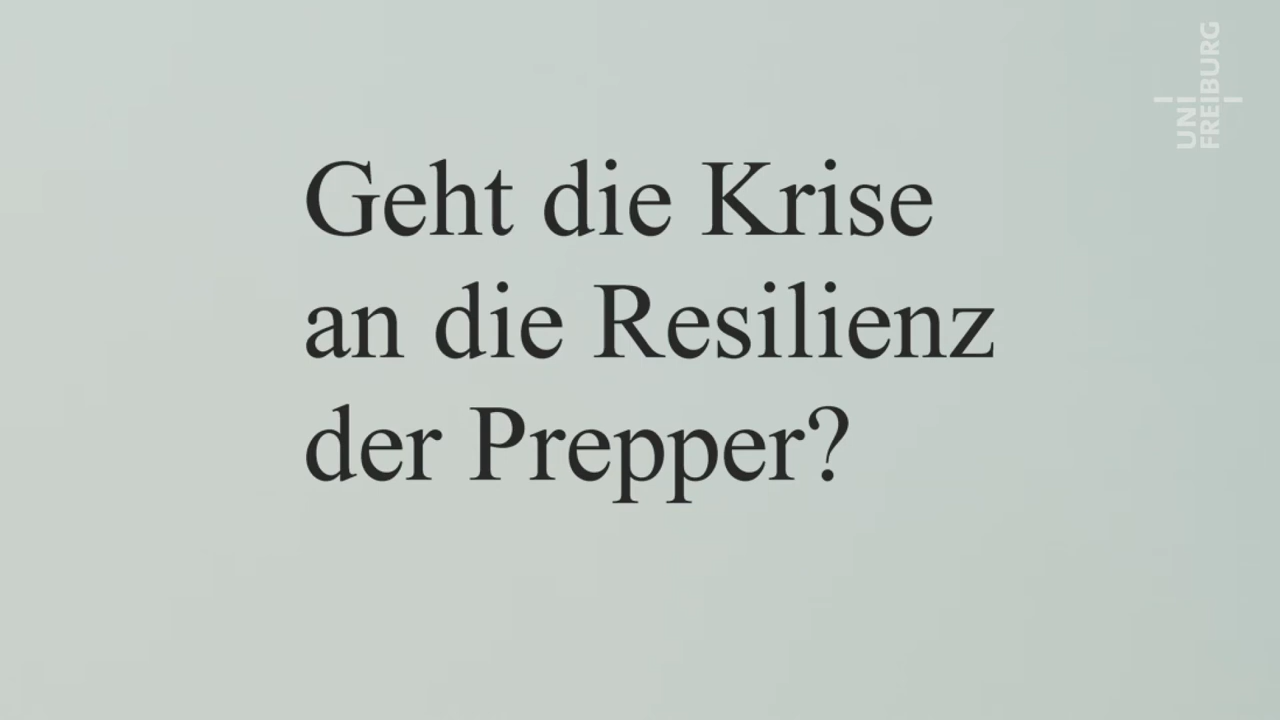 Geht die Krise
an die Resilienz
der Prepper?
UNI
FREIBURG